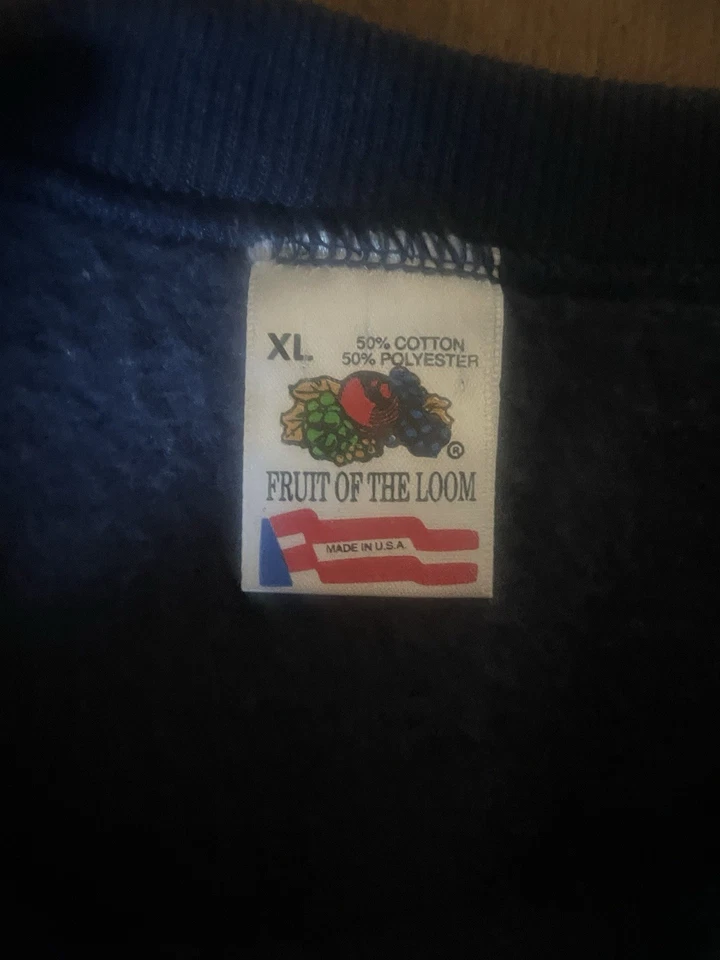 XL
50% COTTON
50% POLYESTER
®
FRUIT OF THE LOOM
MADE IN U.S.A.